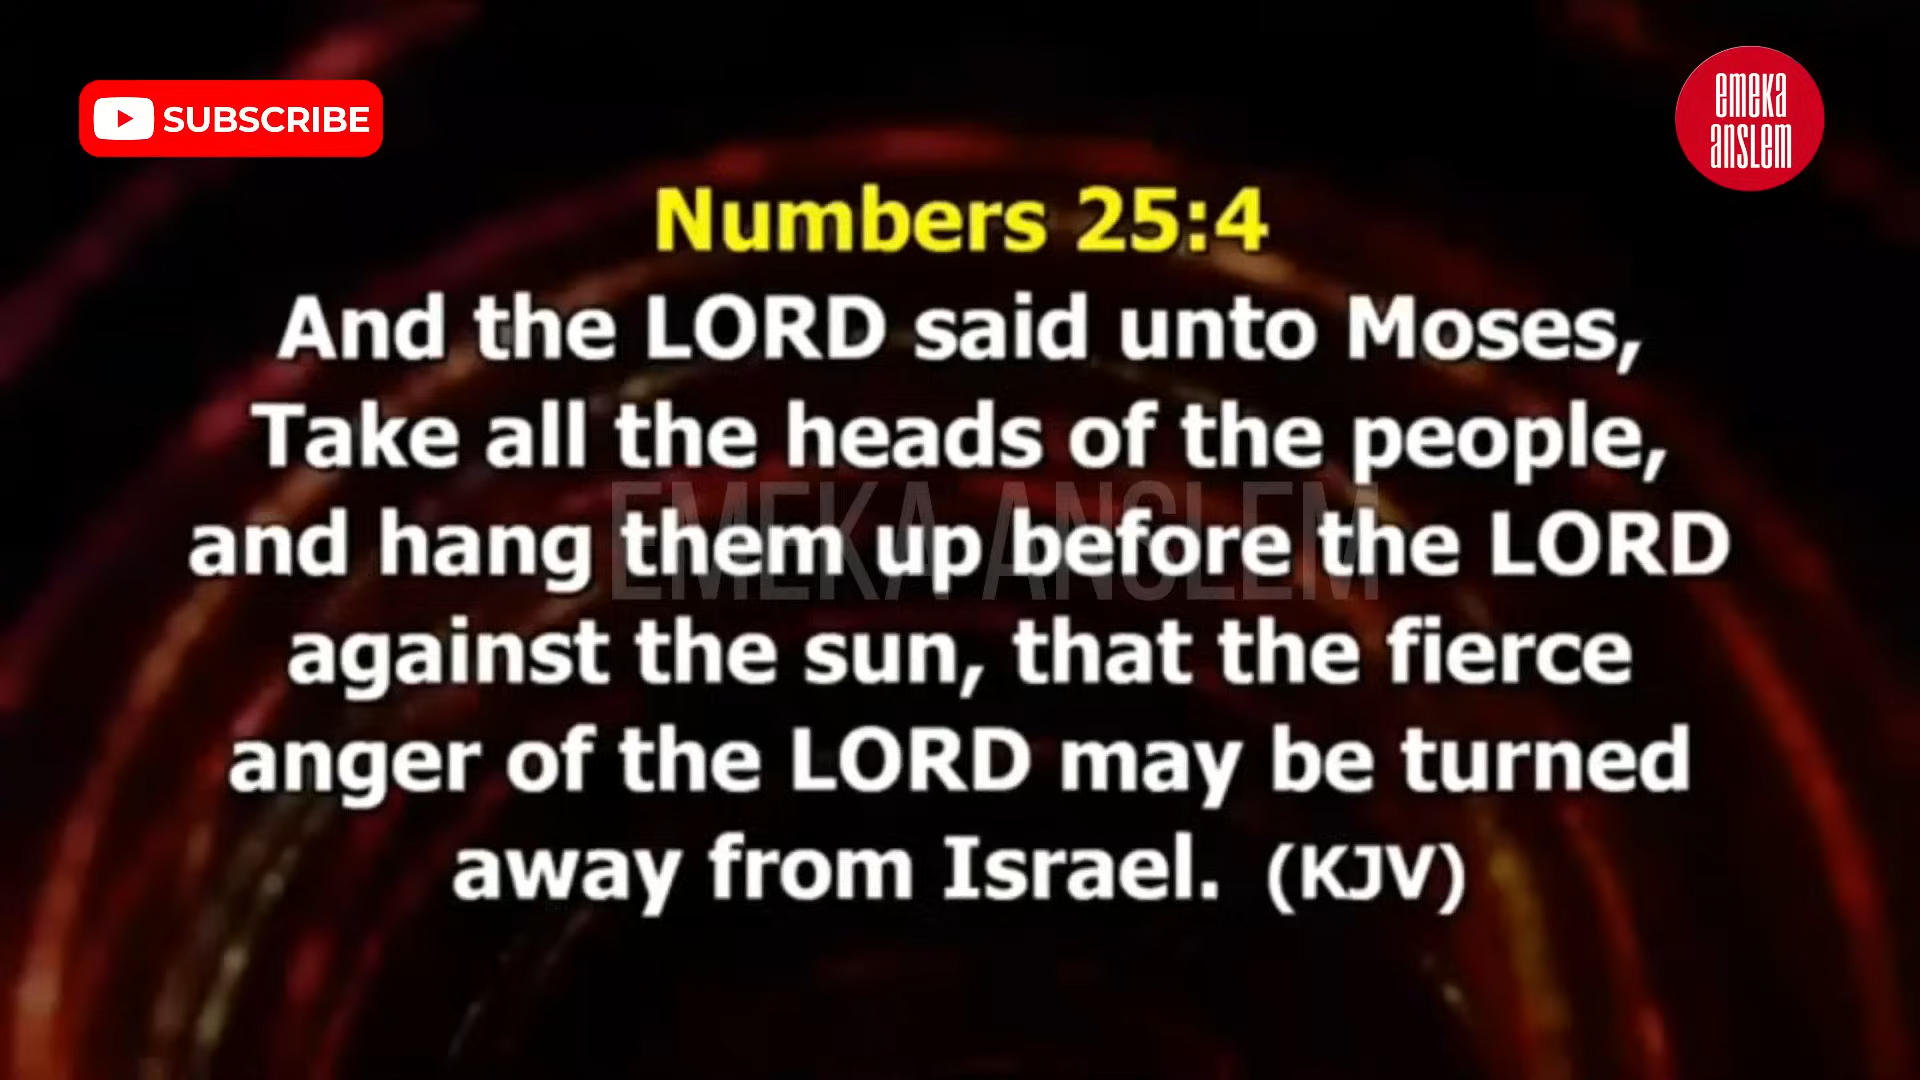 SUBSCRIBE
emeka
anslem
Numbers 25:4
And the LORD said unto Moses,
Take all the heads of the people,
and hang them up before the LORD
EMEKA ANSLEM
against the sun, that the fierce
anger of the LORD may be turned
away from Israel. (KJV)